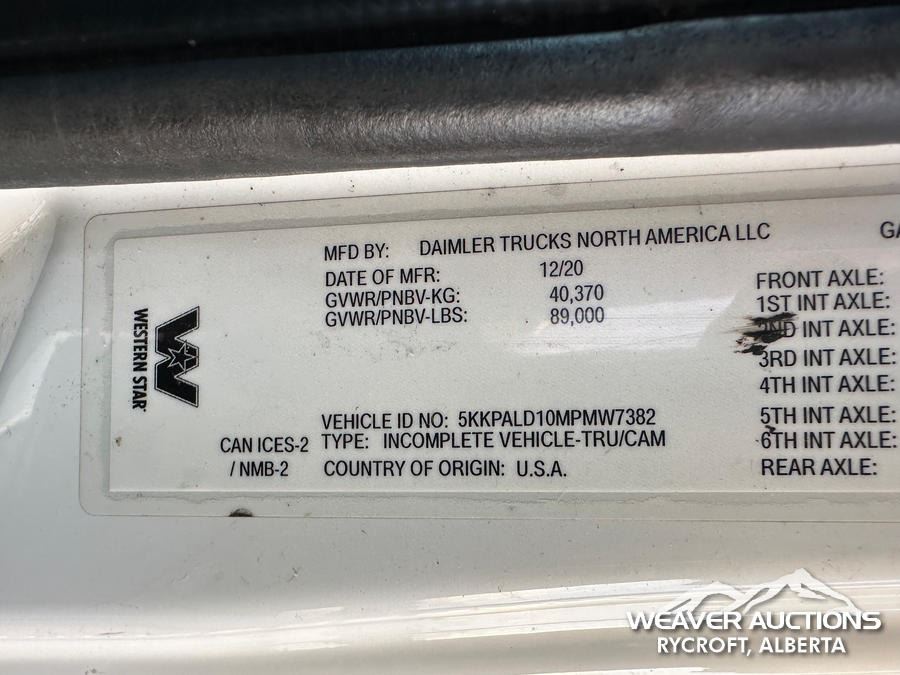 MFD BY: DAIMLER TRUCKS NORTH AMERICA LLC
DATE OF MFR: 12/20
GVWR/PNBV-KG: 40,370
GVWR/PNBV-LBS: 89,000
WESTERN STAR
VEHICLE ID NO: 5KKPALD10MPMW7382
CAN ICES-2
/ NMB-2
TYPE: INCOMPLETE VEHICLE-TRU/CAM
COUNTRY OF ORIGIN: U.S.A.
GA
FRONT AXLE:
1ST INT AXLE:
2ND INT AXLE:
3RD INT AXLE:
4TH INT AXLE:
5TH INT AXLE:
6TH INT AXLE:
REAR AXLE:
WEAVER AUCTIONS
RYCROFT, ALBERTA